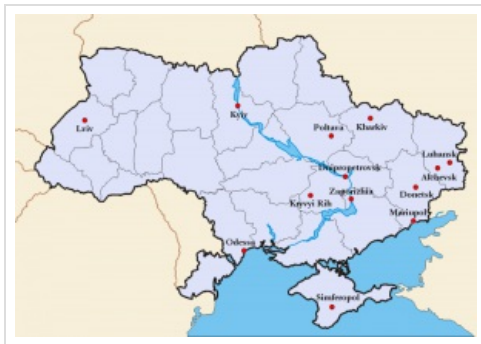 Kyiv
Lviv
Poltava
Kharkiv
Luhansk
Dnipropetrovsk
Alchevsk
Donetsk
Zaporizhia
Kryvyi Rih
Mariupol
Odessa
Simferopol